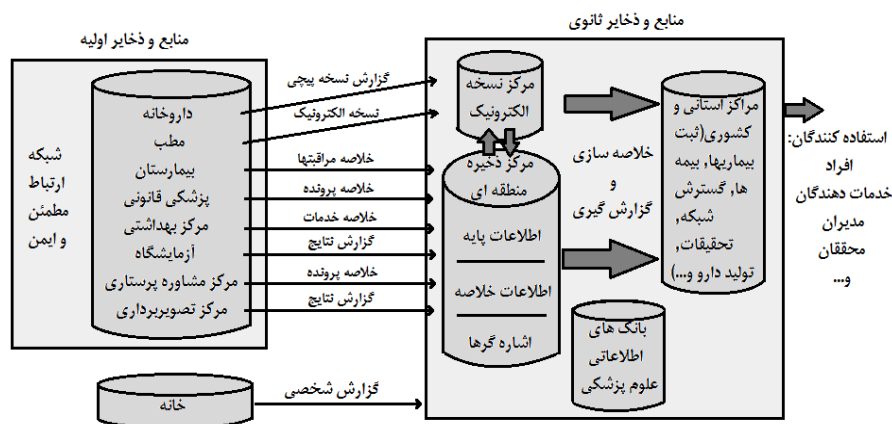 منابع و ذخایر ثانوی
منابع و ذخایر اولیه
شبکه
ارتباط
مطمئن
و ایمن
داروخانه
مطب
بیمارستان
پزشکی قانونی
مرکز بهداشتی
آزمایشگاه
مرکز مشاوره پرستاری
مرکز تصویربرداری
خانه
گزارش نسخه پیچی
نسخه الکترونیک
خلاصه مراقبتها
خلاصه پرونده
خلاصه خدمات
گزارش نتایج
خلاصه پرونده
گزارش نتایج
گزارش شخصی
مرکز نسخه
الکترونیک
مرکز ذخیره
منطقه ای
اطلاعات پایه
اطلاعات خلاصه
اشاره گرها
خلاصه سازی
و
گزارش گیری
بانک های
اطلاعاتی
علوم پزشکی
مراکز استانی و
کشوری(ثبت
بیماریها, بیمه
ها, گسترش
شبکه,
تحقیقات,
تولید دارو و...)
استفاده کنندگان:
افراد
خدمات دهندگان
مدیران
محققان
و...